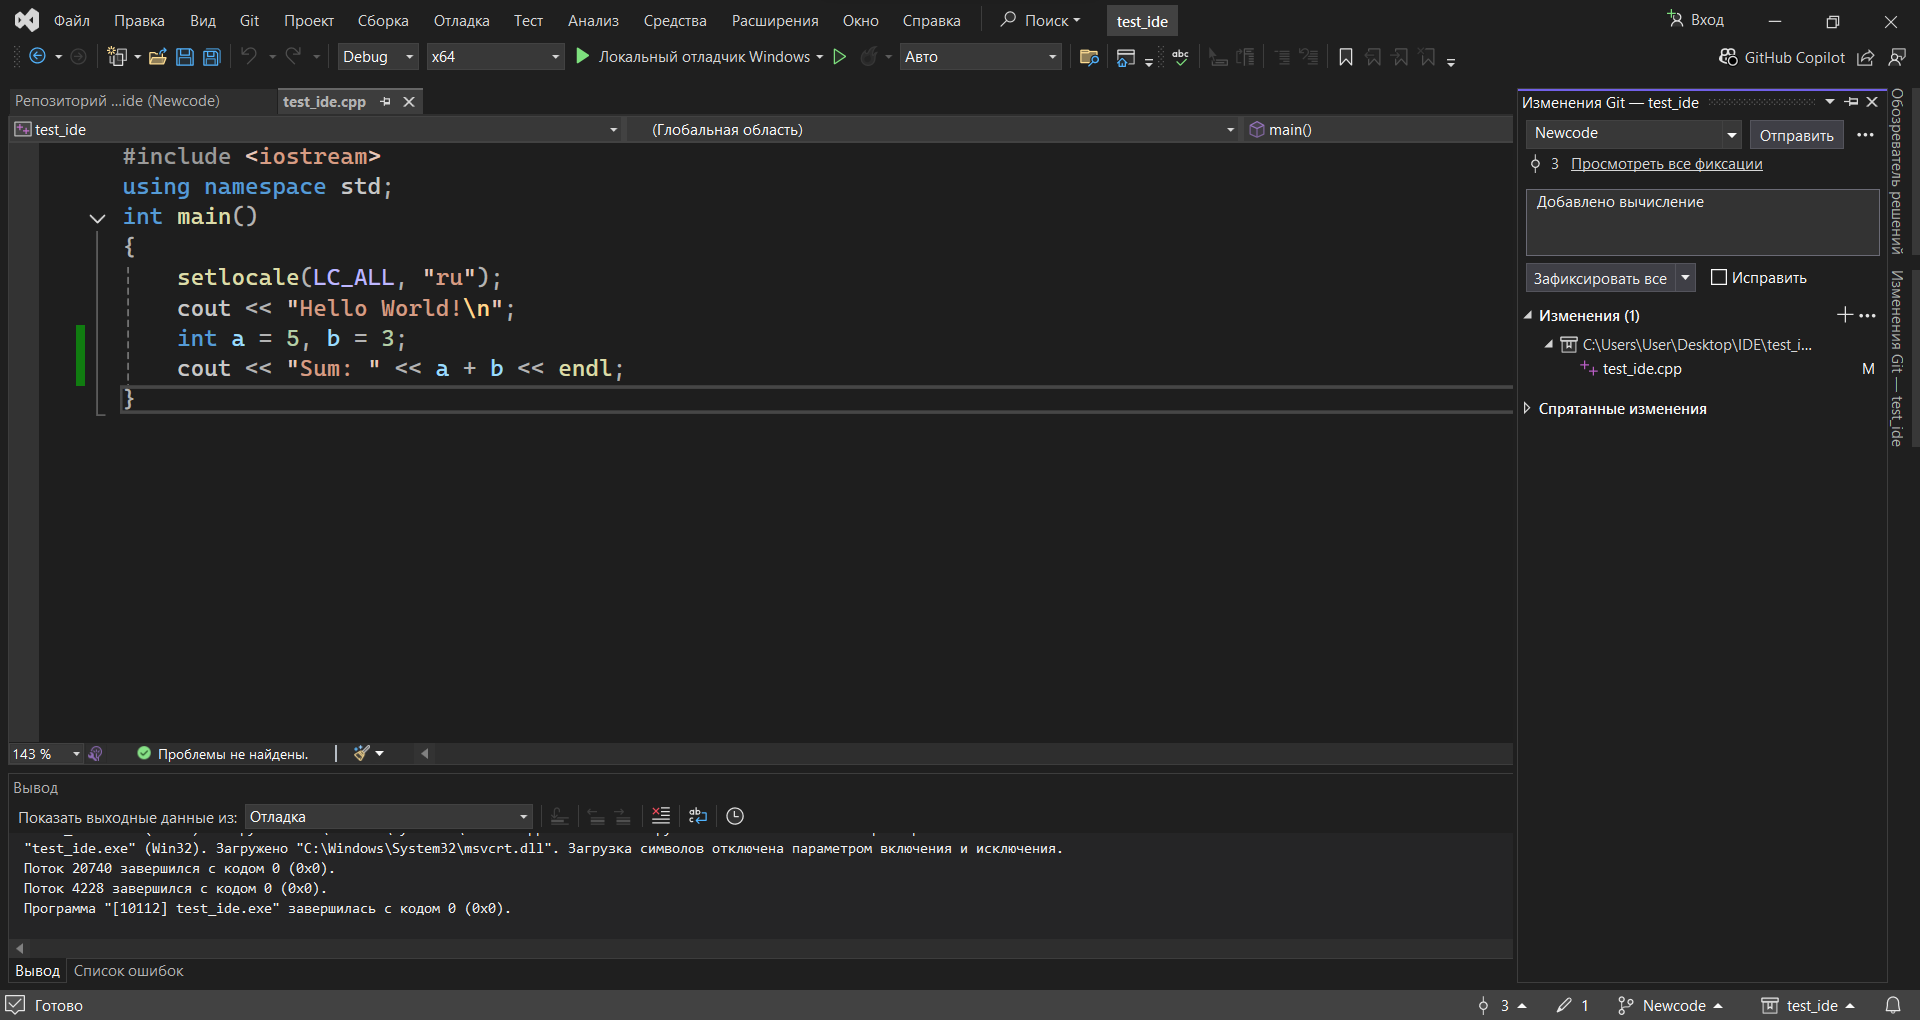 Файл Правка Вид Git Проект Сборка Отладка Тест Анализ Средства Расширения Окно Справка Поиск test_ide Вход
Debug x64 Локальный отладчик Windows Авто abc GitHub Copilot
Репозиторий ...ide (Newcode) test_ide.cpp
test_ide (Глобальная область) main()
#include <iostream>
using namespace std;
int main()
{
setlocale(LC_ALL, "ru");
cout << "Hello World!\n";
int a = 5, b = 3;
cout << "Sum: " << a + b << endl;
}
143 % Проблемы не найдены.
Вывод
Показать выходные данные из: Отладка
"test_ide.exe" (Win32). Загружено "C:\Windows\System32\msvcrt.dll". Загрузка символов отключена параметром включения и исключения.
Поток 20740 завершился с кодом 0 (0x0).
Поток 4228 завершился с кодом 0 (0x0).
Программа "[10112] test_ide.exe" завершилась с кодом 0 (0x0).
Вывод Список ошибок
Изменения Git — test_ide
Newcode Отправить
3 Просмотреть все фиксации
Добавлено вычисление
Зафиксировать все Исправить
Изменения (1)
C:\Users\User\Desktop\IDE\test_i...
test_ide.cpp M
Спрятанные изменения
Обозреватель решений
Изменения Git — test_ide
Готово 3 1 Newcode test_ide